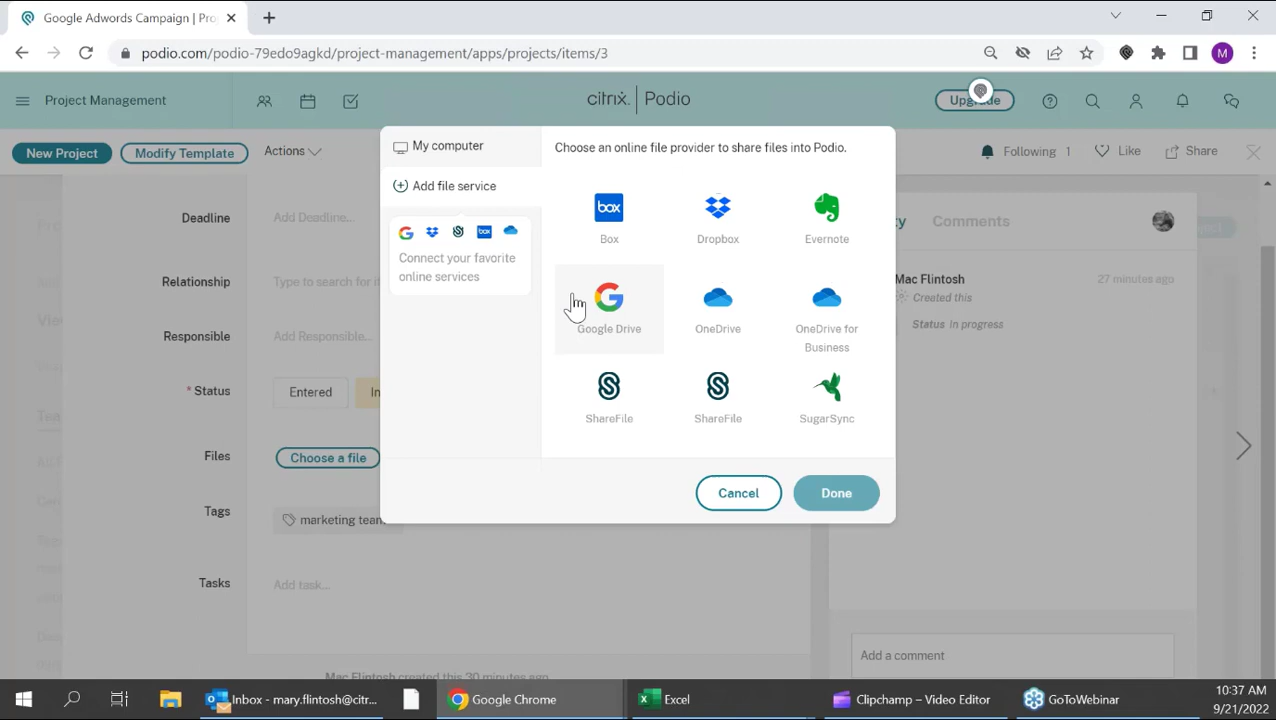 Google Adwords Campaign | Pro
podio.com/podio-79edo9agkd/project-management/apps/projects/items/3
M
Project Management
citrix. | Podio
Upgrade
New Project
Modify Template
Actions
Following 1
Like
Share
My computer
Add file service
Connect your favorite
online services
Choose an online file provider to share files into Podio.
box
Box
Dropbox
Evernote
Google Drive
OneDrive
OneDrive for
Business
ShareFile
ShareFile
SugarSync
Cancel
Done
Deadline
Add Deadline...
Relationship
Type to search for i
Responsible
Add Responsible...
* Status
Entered
In
Files
Choose a file
Tags
marketing team
Tasks
Add task...
Mac Flintosh created this 30 minutes ago
ty
Comments
Mac Flintosh
27 minutes ago
Created this
Status In progress
Add a comment
Inbox - mary.flintosh@citr...
Google Chrome
Excel
Clipchamp – Video Editor
GoToWebinar
10:37 AM
9/21/2022